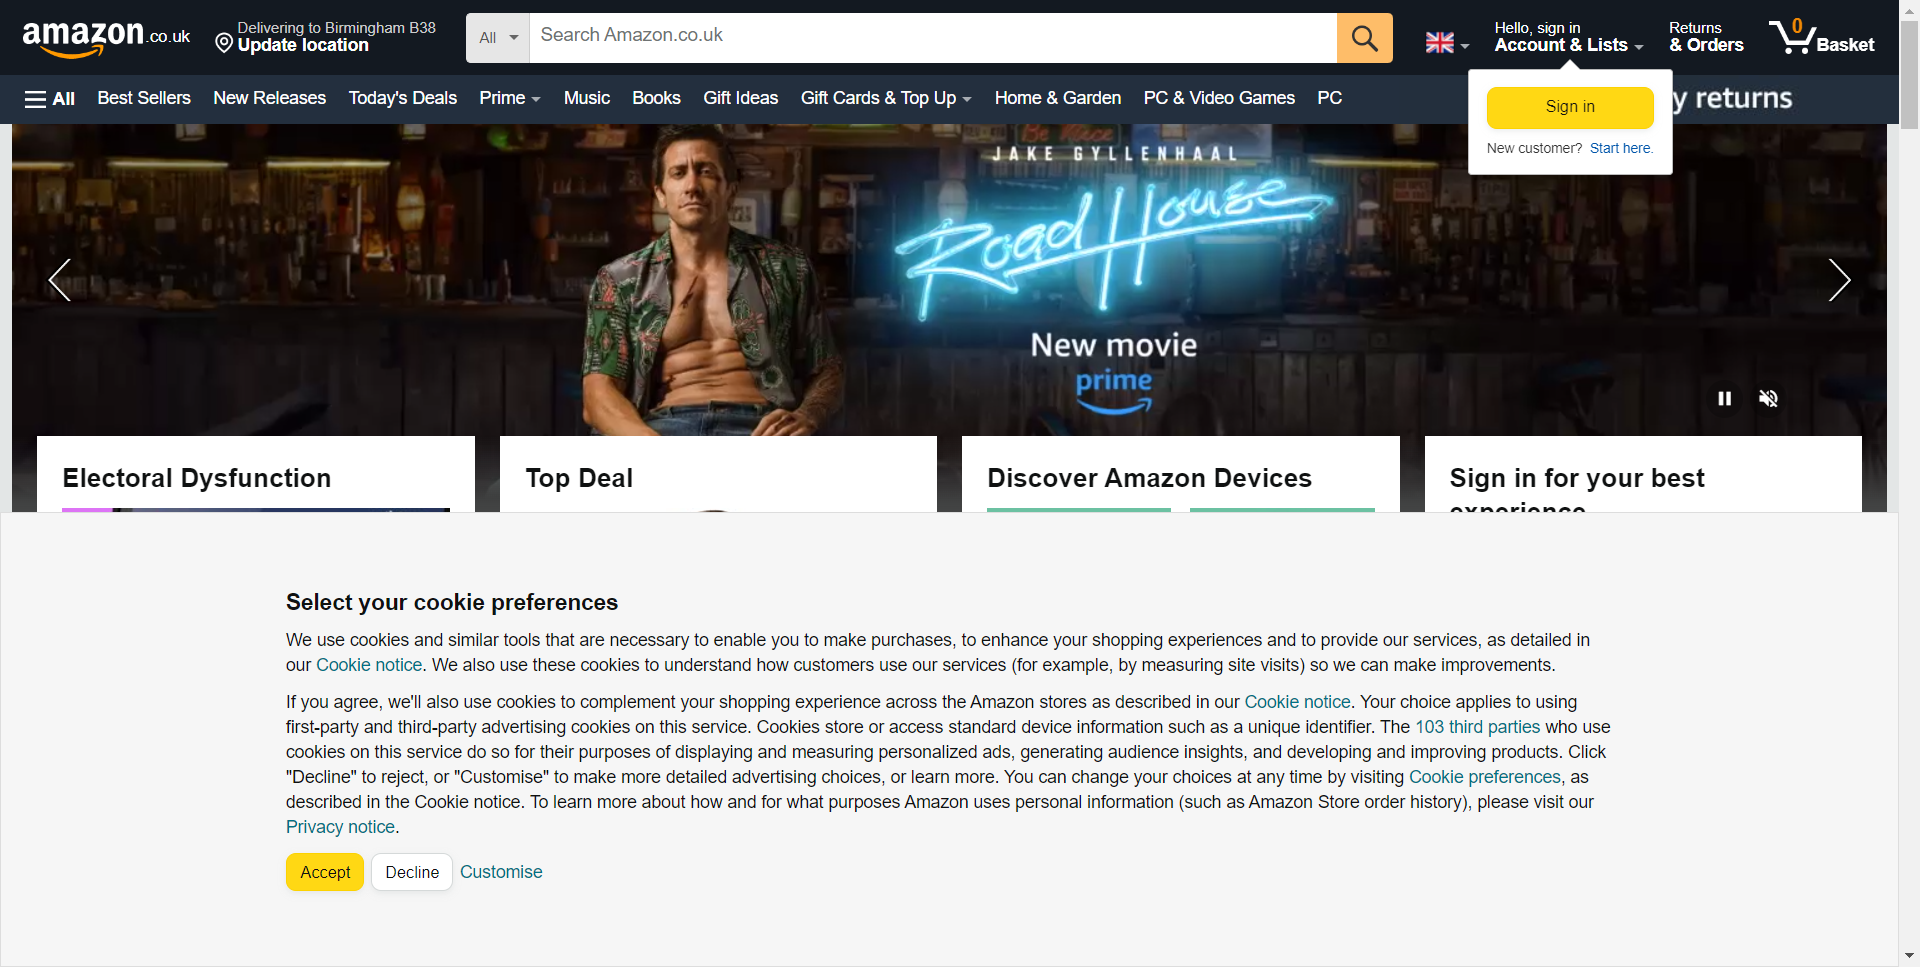 amazon.co.uk
Delivering to Birmingham B38
Update location
All
Search Amazon.co.uk
Hello, sign in
Account & Lists
Returns
& Orders
0
Basket
All
Best Sellers
New Releases
Today's Deals
Prime
Music
Books
Gift Ideas
Gift Cards & Top Up
Home & Garden
PC & Video Games
PC
y returns
Sign in
New customer? Start here.
Be Nice
JAKE GYLLENHAAL
Road House
New movie
prime
Electoral Dysfunction
Top Deal
Discover Amazon Devices
Sign in for your best
experience
Select your cookie preferences
We use cookies and similar tools that are necessary to enable you to make purchases, to enhance your shopping experiences and to provide our services, as detailed in
our Cookie notice. We also use these cookies to understand how customers use our services (for example, by measuring site visits) so we can make improvements.
If you agree, we'll also use cookies to complement your shopping experience across the Amazon stores as described in our Cookie notice. Your choice applies to using
first-party and third-party advertising cookies on this service. Cookies store or access standard device information such as a unique identifier. The 103 third parties who use
cookies on this service do so for their purposes of displaying and measuring personalized ads, generating audience insights, and developing and improving products. Click
"Decline" to reject, or "Customise" to make more detailed advertising choices, or learn more. You can change your choices at any time by visiting Cookie preferences, as
described in the Cookie notice. To learn more about how and for what purposes Amazon uses personal information (such as Amazon Store order history), please visit our
Privacy notice.
Accept
Decline
Customise